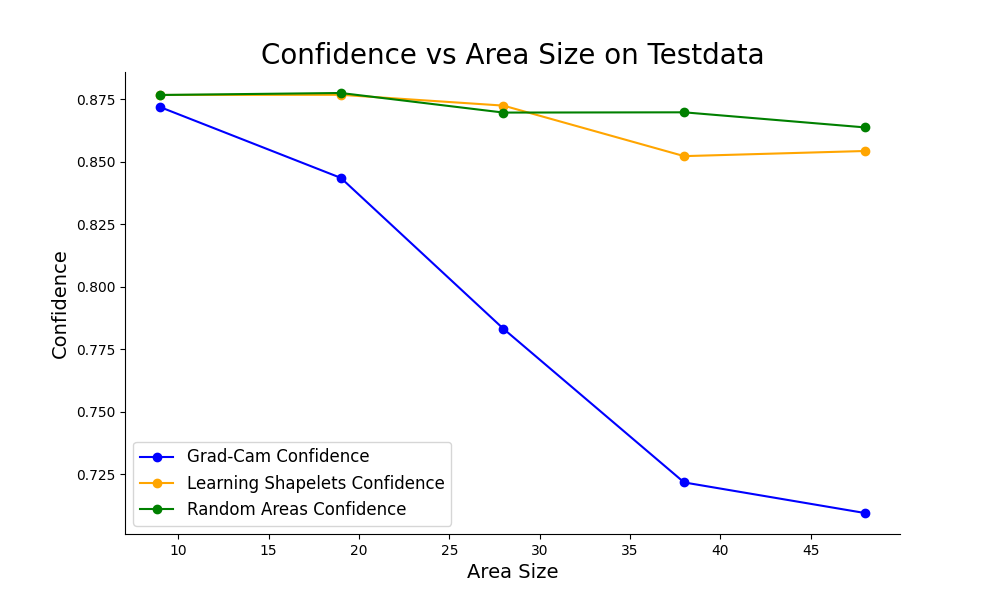 Confidence vs Area Size on Testdata
0.875
0.850
0.825
0.800
0.775
0.750
0.725
Confidence
Grad-Cam Confidence
Learning Shapelets Confidence
Random Areas Confidence
10 15 20 25 30 35 40 45
Area Size